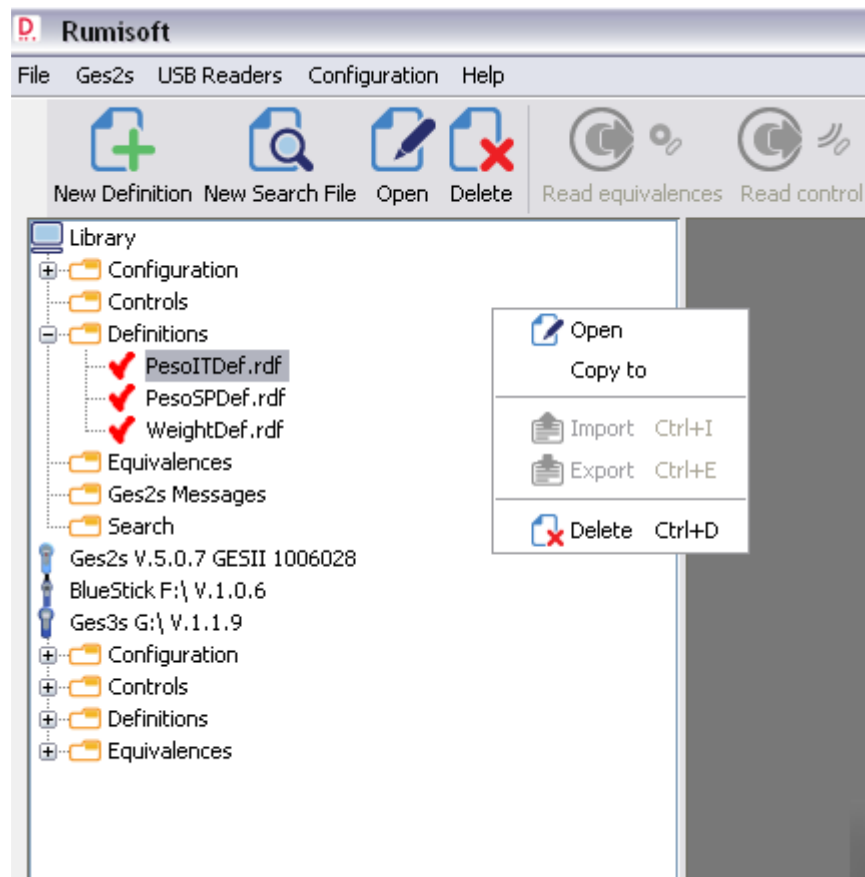 Rumisoft
File Ges2s USB Readers Configuration Help
New Definition New Search File Open Delete Read equivalences Read control
Library
Configuration
Controls
Definitions
PesoITDef.rdf
PesoSPDef.rdf
WeightDef.rdf
Equivalences
Ges2s Messages
Search
Ges2s V.5.0.7 GESII 1006028
BlueStick F:\ V.1.0.6
Ges3s G:\ V.1.1.9
Configuration
Controls
Definitions
Equivalences
Open
Copy to
Import Ctrl+I
Export Ctrl+E
Delete Ctrl+D